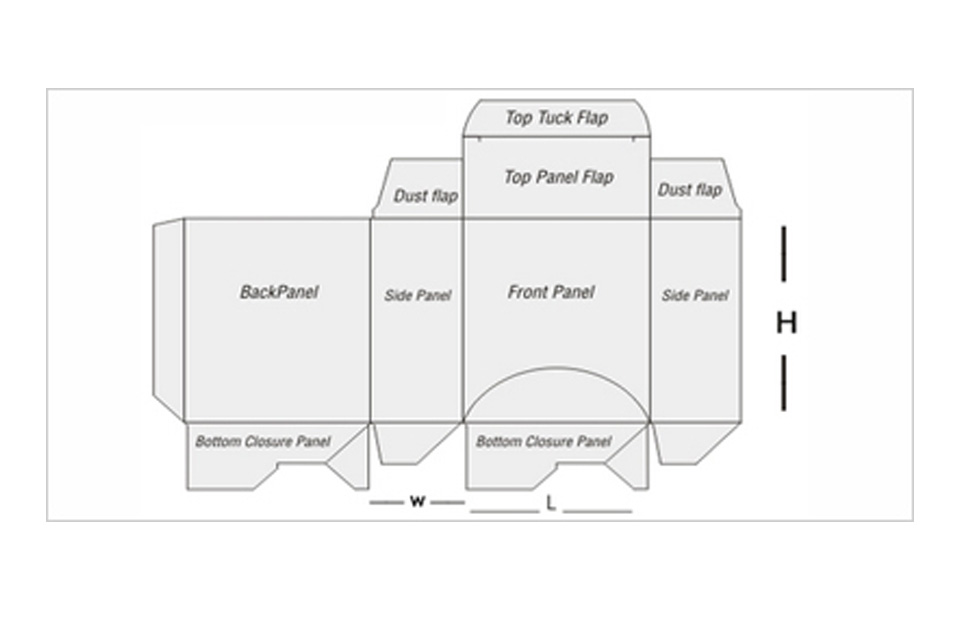 Top Tuck Flap
Top Panel Flap
Dust flap
Dust flap
BackPanel
Side Panel
Front Panel
Side Panel
H
Bottom Closure Panel
Bottom Closure Panel
W
L